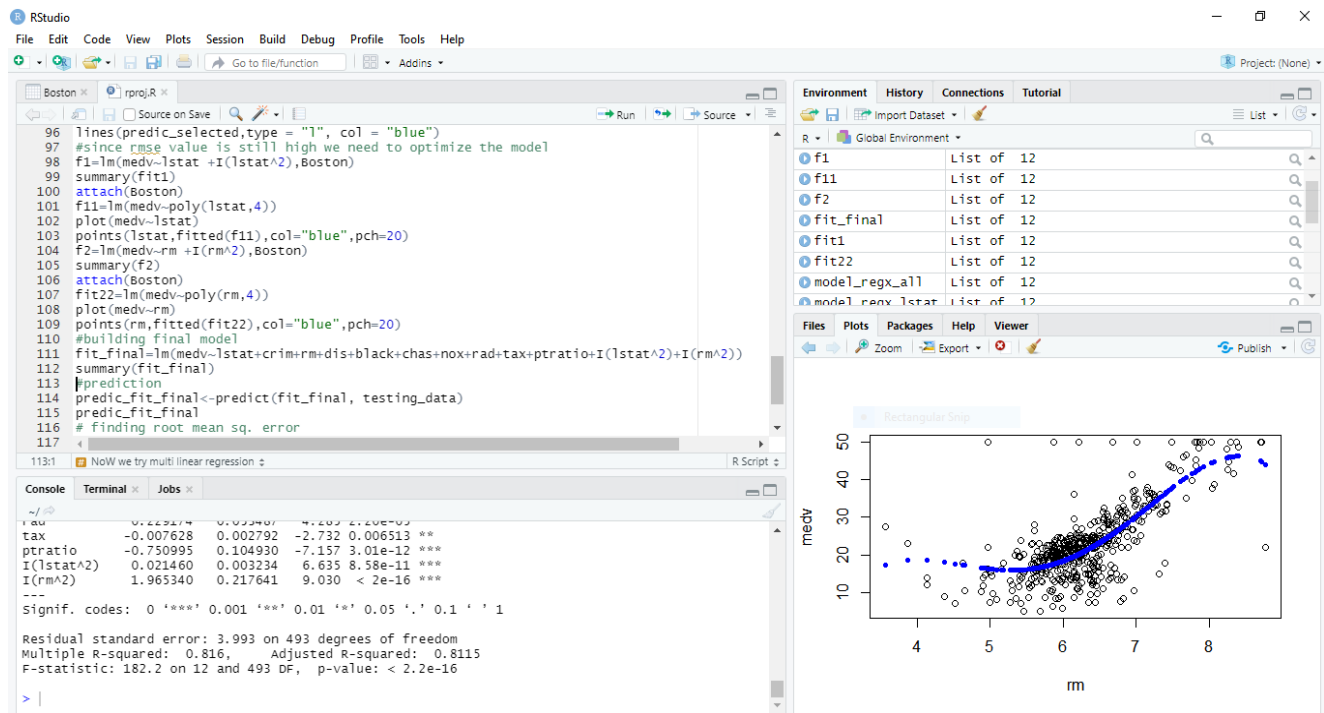 RStudio
File Edit Code View Plots Session Build Debug Profile Tools Help
Go to file/function Addins Project: (None)
Boston rproj.R
Source on Save Run Source
96 lines(predic_selected,type = "l", col = "blue")
97 #since rmse value is still high we need to optimize the model
98 f1=lm(medv~lstat +I(lstat^2),Boston)
99 summary(fit1)
100 attach(Boston)
101 f11=lm(medv~poly(lstat,4))
102 plot(medv~lstat)
103 points(lstat,fitted(f11),col="blue",pch=20)
104 f2=lm(medv~rm +I(rm^2),Boston)
105 summary(f2)
106 attach(Boston)
107 fit22=lm(medv~poly(rm,4))
108 plot(medv~rm)
109 points(rm,fitted(fit22),col="blue",pch=20)
110 #building final model
111 fit_final=lm(medv~lstat+crim+rm+dis+black+chas+nox+rad+tax+ptratio+I(lstat^2)+I(rm^2))
112 summary(fit_final)
113 #prediction
114 predic_fit_final<-predict(fit_final, testing_data)
115 predic_fit_final
116 # finding root mean sq. error
117
113:1 NoW we try multi linear regression R Script
Console Terminal Jobs
~/
rad 0.229174 4.285
tax -0.007628 0.002792 -2.732 0.006513 **
ptratio -0.750995 0.104930 -7.157 3.01e-12 ***
I(lstat^2) 0.021460 0.003234 6.635 8.58e-11 ***
I(rm^2) 1.965340 0.217641 9.030 < 2e-16 ***
---
Signif. codes: 0 ‘***’ 0.001 ‘**’ 0.01 ‘*’ 0.05 ‘.’ 0.1 ‘ ’ 1
Residual standard error: 3.993 on 493 degrees of freedom
Multiple R-squared: 0.816, Adjusted R-squared: 0.8115
F-statistic: 182.2 on 12 and 493 DF, p-value: < 2.2e-16
>
Environment History Connections Tutorial
Import Dataset List
R Global Environment
f1 List of 12
f11 List of 12
f2 List of 12
fit_final List of 12
fit1 List of 12
fit22 List of 12
model_regx_all List of 12
model_regx_lstat List of 12
Files Plots Packages Help Viewer
Zoom Export Publish
Rectangular Snip
medv
50
40
30
20
10
4 5 6 7 8
rm